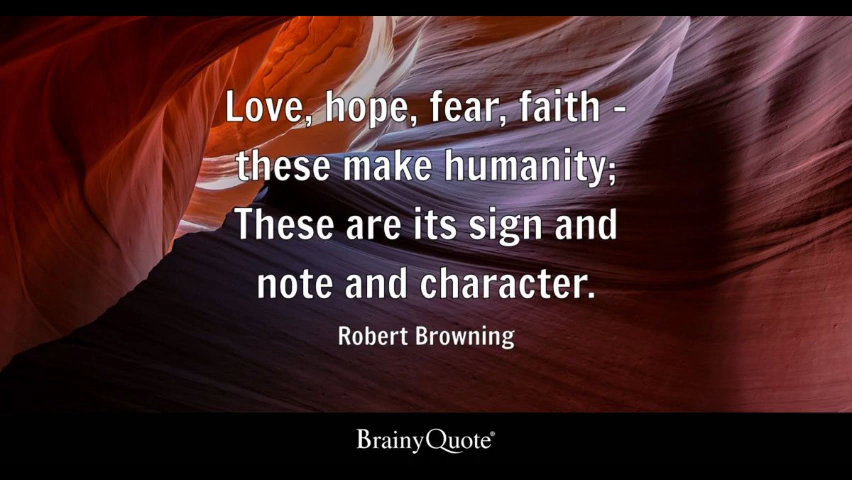 Love, hope, fear, faith -
these make humanity;
These are its sign and
note and character.
Robert Browning
BrainyQuote®